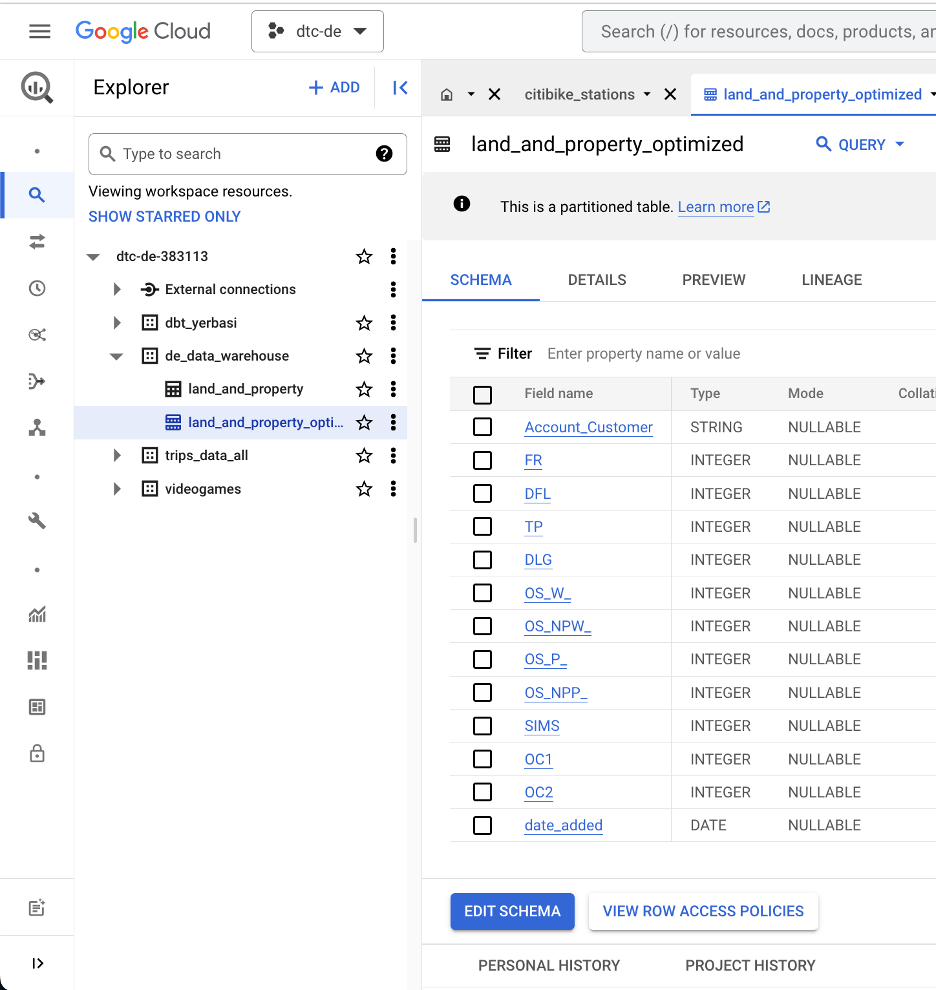 Google Cloud
dtc-de
Search (/) for resources, docs, products, an
Explorer
+ ADD
citibike_stations
land_and_property_optimized
Type to search
Viewing workspace resources.
SHOW STARRED ONLY
dtc-de-383113
External connections
dbt_yerbasi
de_data_warehouse
land_and_property
land_and_property_opti...
trips_data_all
videogames
land_and_property_optimized
QUERY
This is a partitioned table. Learn more
SCHEMA DETAILS PREVIEW LINEAGE
Filter Enter property name or value
Field name Type Mode Collati
Account_Customer STRING NULLABLE
FR INTEGER NULLABLE
DFL INTEGER NULLABLE
TP INTEGER NULLABLE
DLG INTEGER NULLABLE
OS_W_ INTEGER NULLABLE
OS_NPW_ INTEGER NULLABLE
OS_P_ INTEGER NULLABLE
OS_NPP_ INTEGER NULLABLE
SIMS INTEGER NULLABLE
OC1 INTEGER NULLABLE
OC2 INTEGER NULLABLE
date_added DATE NULLABLE
EDIT SCHEMA VIEW ROW ACCESS POLICIES
PERSONAL HISTORY PROJECT HISTORY